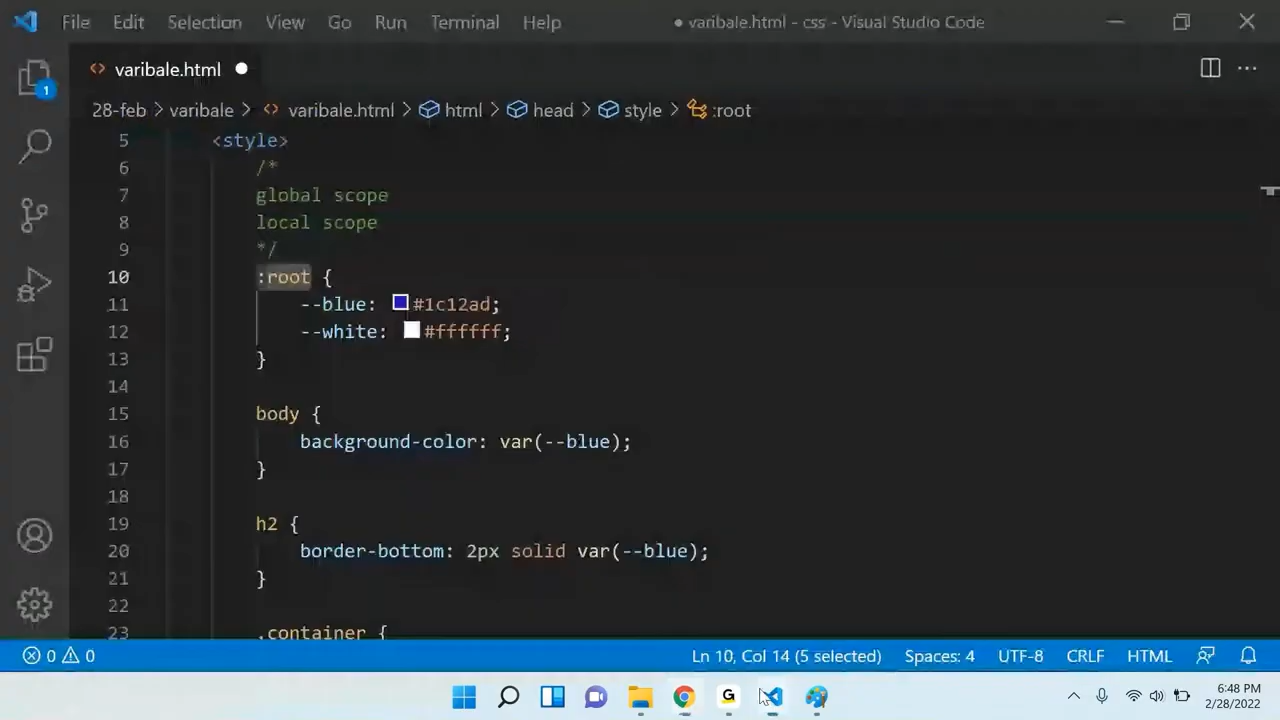 File Edit Selection View Go Run Terminal Help ● varibale.html - css - Visual Studio Code
varibale.html
1
28-feb > varibale > varibale.html > html > head > style > :root
5 <style>
6 /*
7 global scope
8 local scope
9 */
10 :root {
11 --blue: #1c12ad;
12 --white: #ffffff;
13 }
14
15 body {
16 background-color: var(--blue);
17 }
18
19 h2 {
20 border-bottom: 2px solid var(--blue);
21 }
22
23 .container {
0 0 Ln 10, Col 14 (5 selected) Spaces: 4 UTF-8 CRLF HTML
G
6:48 PM
2/28/2022